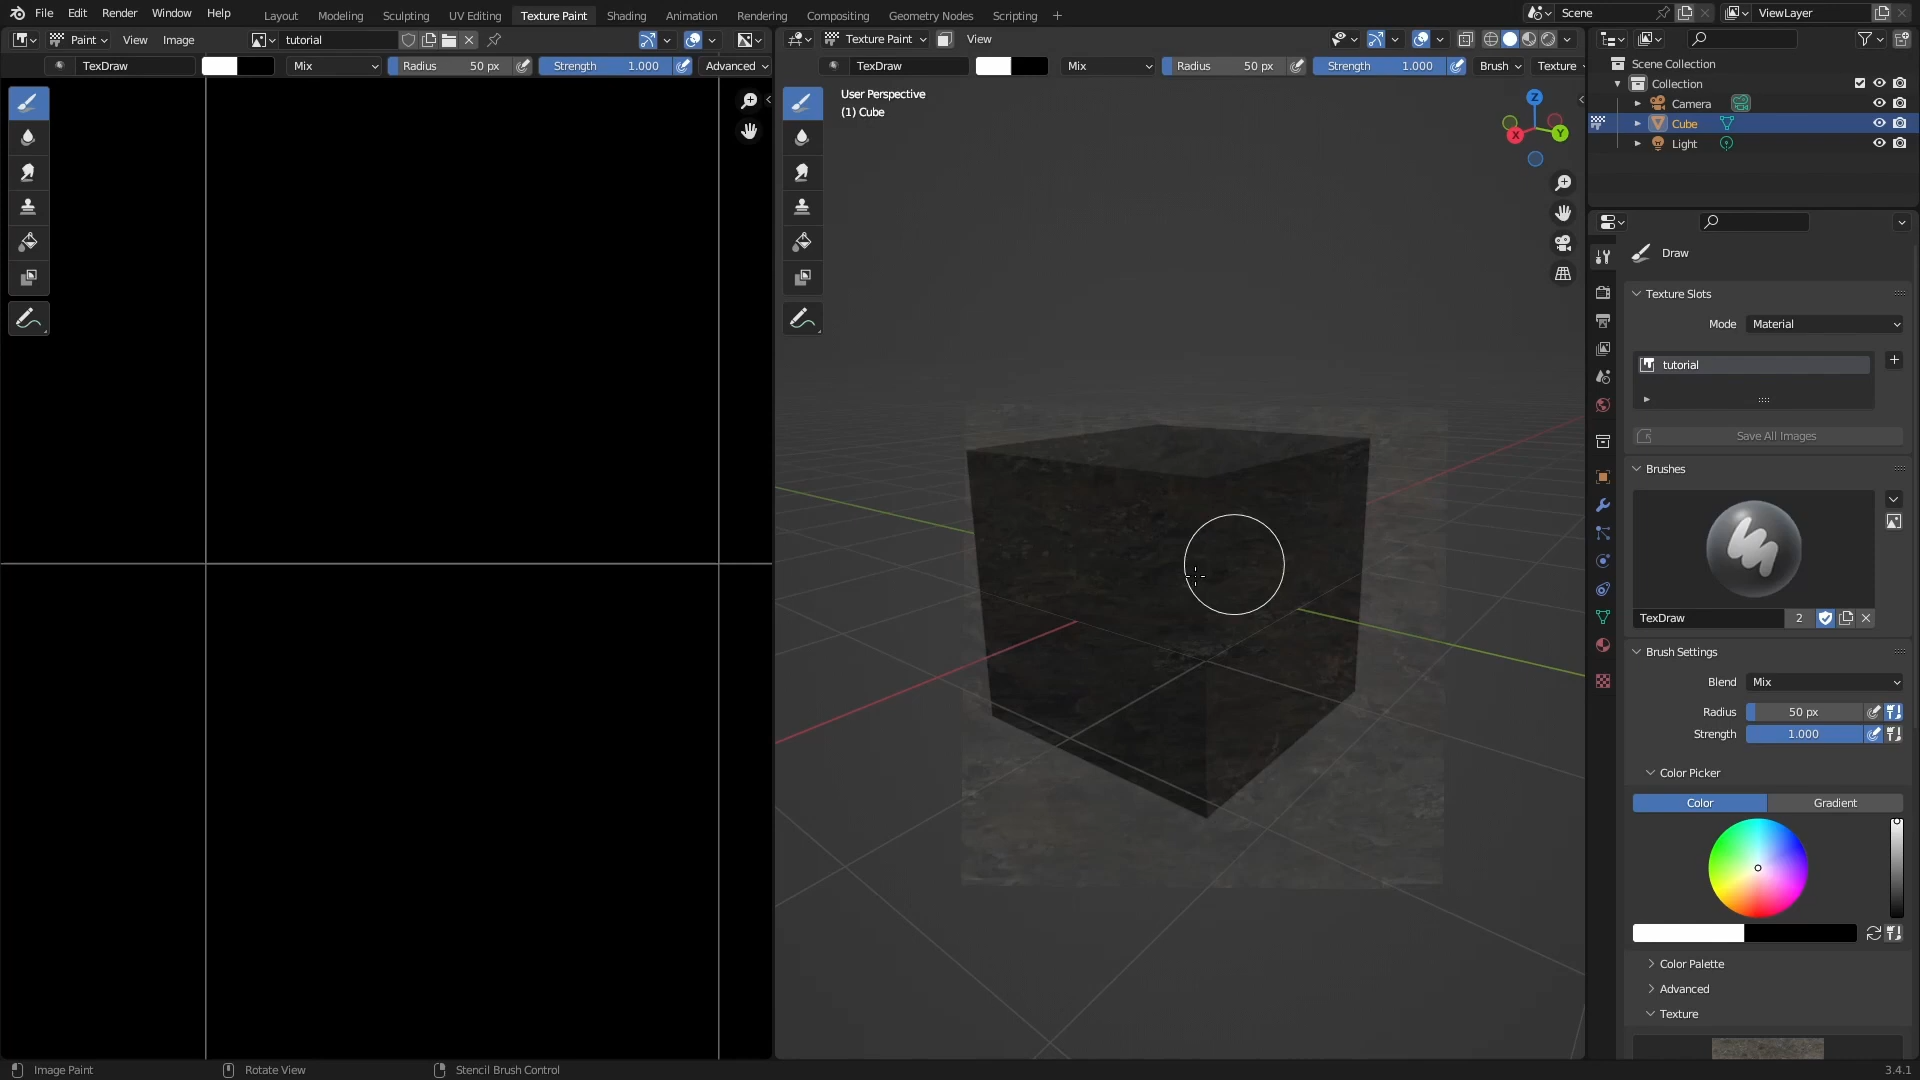 File Edit Render Window Help Layout Modeling Sculpting UV Editing Texture Paint Shading Animation Rendering Compositing Geometry Nodes Scripting + Scene ViewLayer
Paint View Image tutorial Texture Paint View
TexDraw Mix Radius 50 px Strength 1.000 Advanced TexDraw Mix Radius 50 px Strength 1.000 Brush Texture
User Perspective
(1) Cube
Z
X
Y
Scene Collection
Collection
Camera
Cube
Light
Draw
Texture Slots
Mode Material
tutorial
Save All Images
Brushes
TexDraw 2
Brush Settings
Blend Mix
Radius 50 px
Strength 1.000
Color Picker
Color Gradient
Color Palette
Advanced
Texture
Image Paint Rotate View Stencil Brush Control 3.4.1